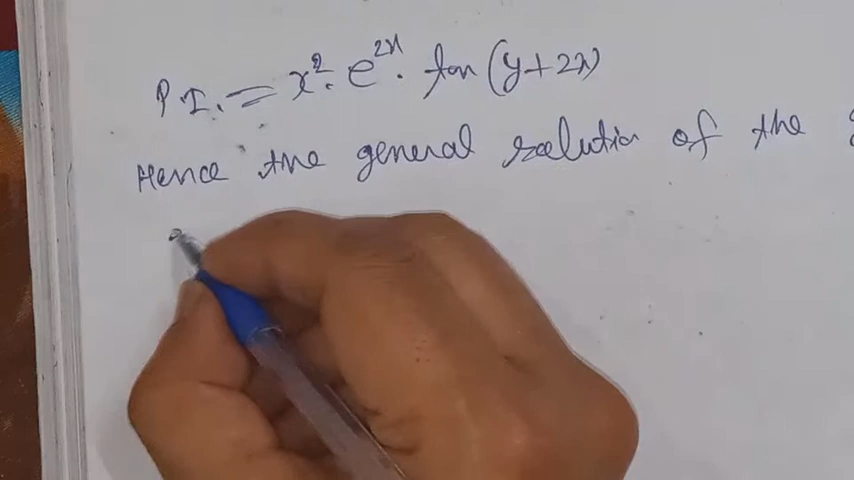 P.I. = x². e^{2x}. tan (y+2x)
Hence the general solution of the